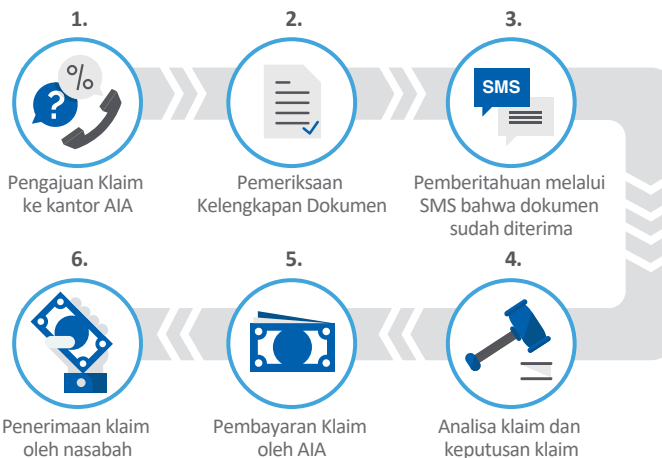 1.
2.
3.
%
?
SMS
Pengajuan Klaim
ke kantor AIA
Pemeriksaan
Kelengkapan Dokumen
Pemberitahuan melalui
SMS bahwa dokumen
sudah diterima
6.
5.
4.
Penerimaan klaim
oleh nasabah
Pembayaran Klaim
oleh AIA
Analisa klaim dan
keputusan klaim